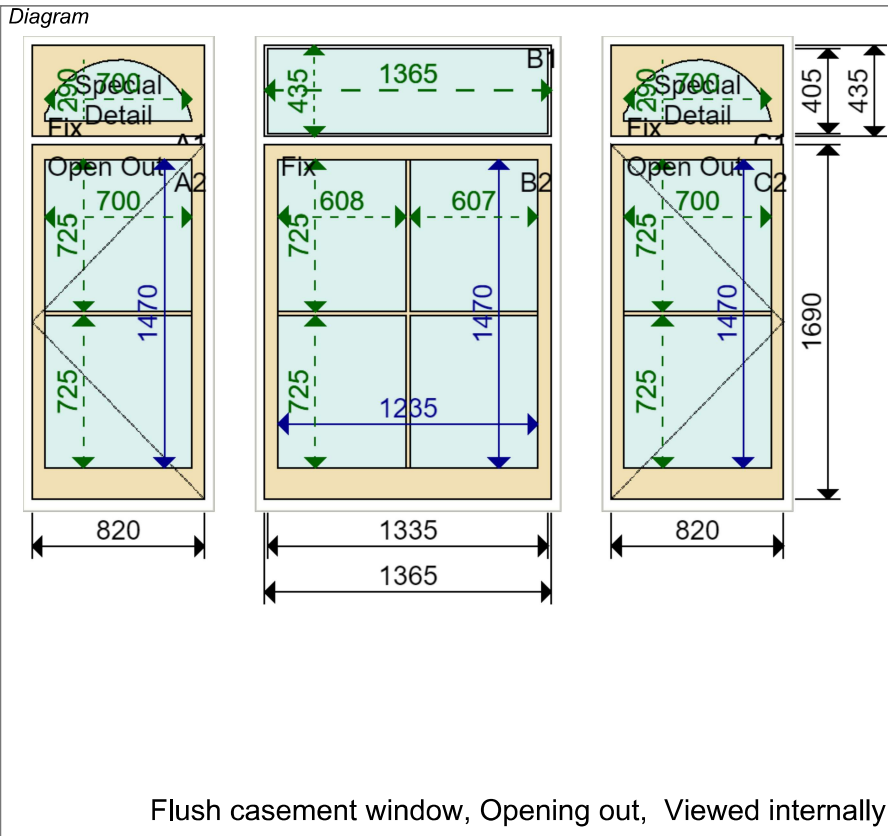 Diagram
290
700
Special
Detail
Fix
A1
435
1365
B1
290
700
Special
Detail
Fix
C1
405
435
Open Out
A2
700
725
1470
725
Fix
B2
608
607
725
1470
725
1235
Open Out
C2
700
725
1470
725
1690
820
1335
1365
820
Flush casement window, Opening out, Viewed internally